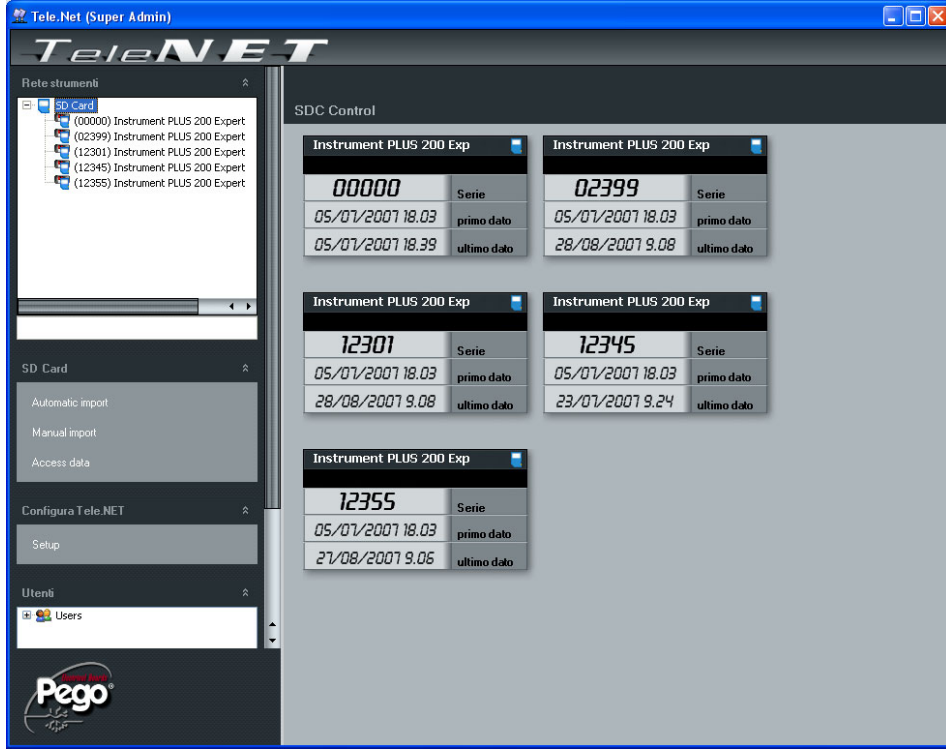 Tele.Net (Super Admin)
TeleNET
Rete strumenti
SD Card
(00000) Instrument PLUS 200 Expert
(02399) Instrument PLUS 200 Expert
(12301) Instrument PLUS 200 Expert
(12345) Instrument PLUS 200 Expert
(12355) Instrument PLUS 200 Expert
SD Card
Automatic import
Manual import
Access data
Configura Tele.NET
Setup
Utenti
Users
Pego
SDC Control
Instrument PLUS 200 Exp
00000 Serie
05/07/2007 18.03 primo dato
05/07/2007 18.39 ultimo dato
Instrument PLUS 200 Exp
02399 Serie
05/07/2007 18.03 primo dato
28/08/2007 9.08 ultimo dato
Instrument PLUS 200 Exp
12301 Serie
05/07/2007 18.03 primo dato
28/08/2007 9.08 ultimo dato
Instrument PLUS 200 Exp
12345 Serie
05/07/2007 18.03 primo dato
23/07/2007 9.24 ultimo dato
Instrument PLUS 200 Exp
12355 Serie
05/07/2007 18.03 primo dato
27/08/2007 9.06 ultimo dato